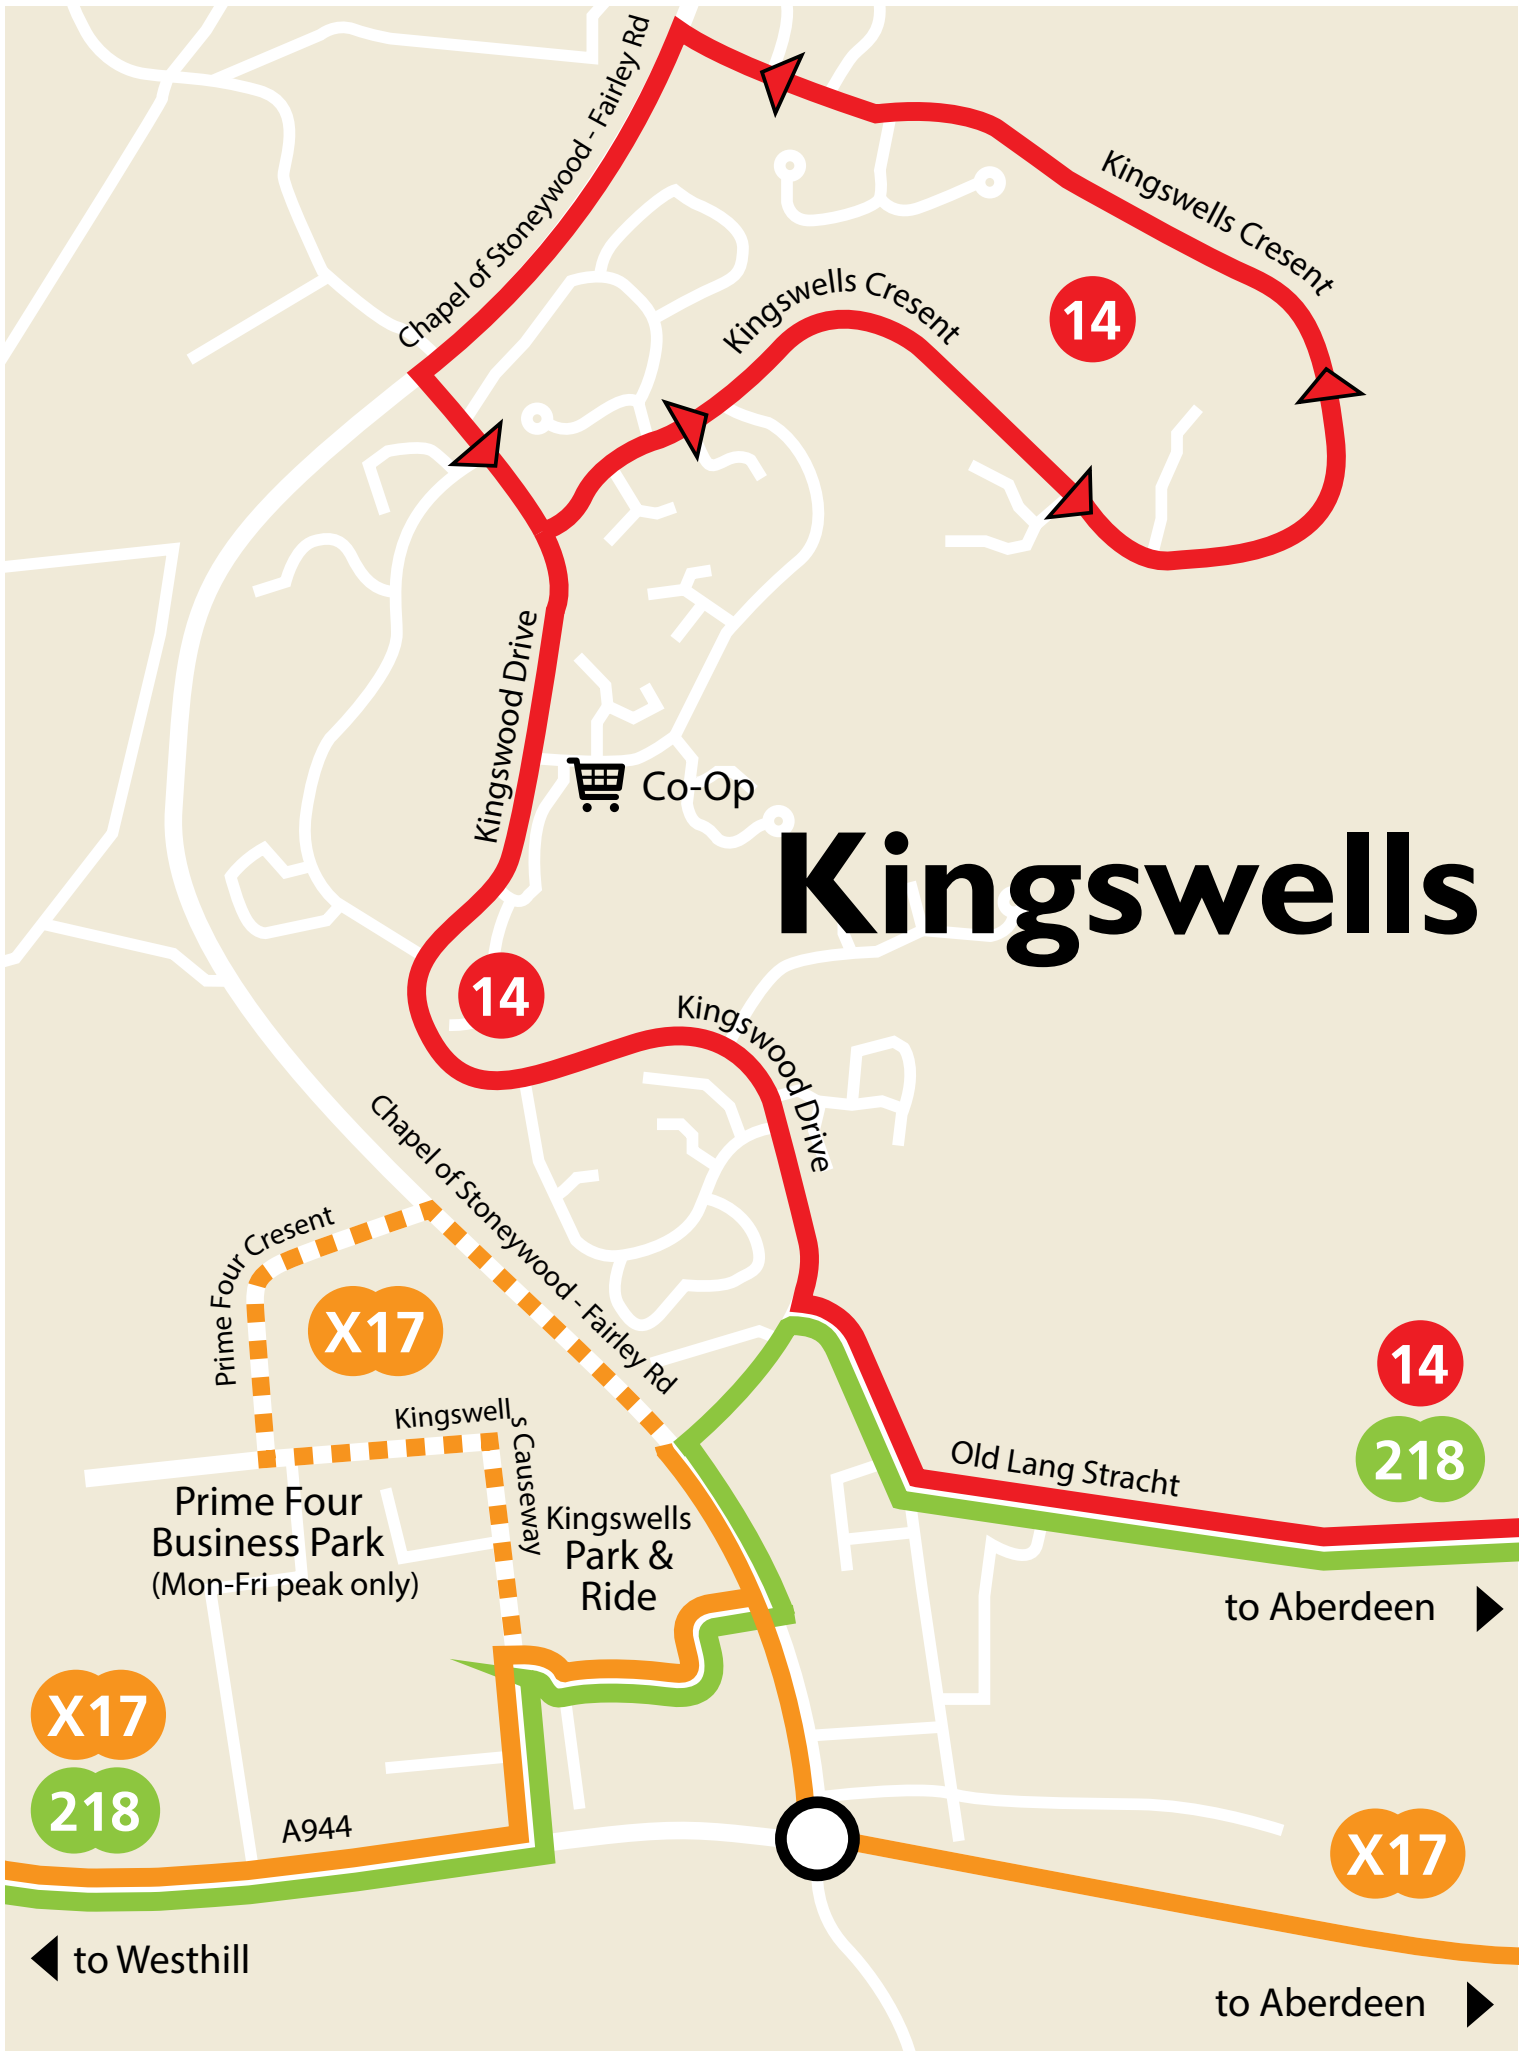 Chapel of Stoneywood - Fairley Rd
Kingswells Cresent
Kingswells Cresent
14
Kingswood Drive
Co-Op
Kingswells
14
Kingswood Drive
Chapel of Stoneywood - Fairley Rd
Prime Four Cresent
X17
14
218
Kingswells Causeway
Old Lang Stracht
Prime Four
Business Park
(Mon-Fri peak only)
Kingswells
Park &
Ride
to Aberdeen
X17
218
A944
X17
to Westhill
to Aberdeen